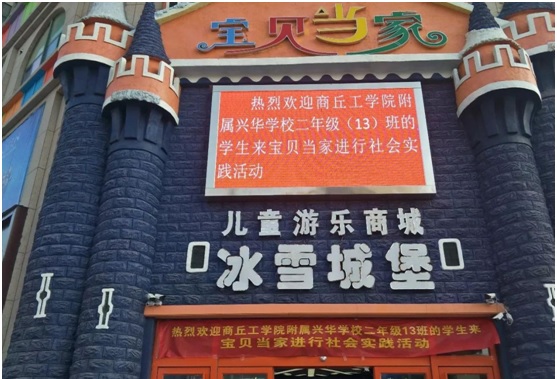 宝贝当家
热烈欢迎商丘工学院附
属兴华学校二年级（13）班的
学生来宝贝当家进行社会实
践活动
儿童游乐商城
冰雪城堡
热烈欢迎商丘工学院附属兴华学校二年级13班的学生来
宝贝当家进行社会实践活动